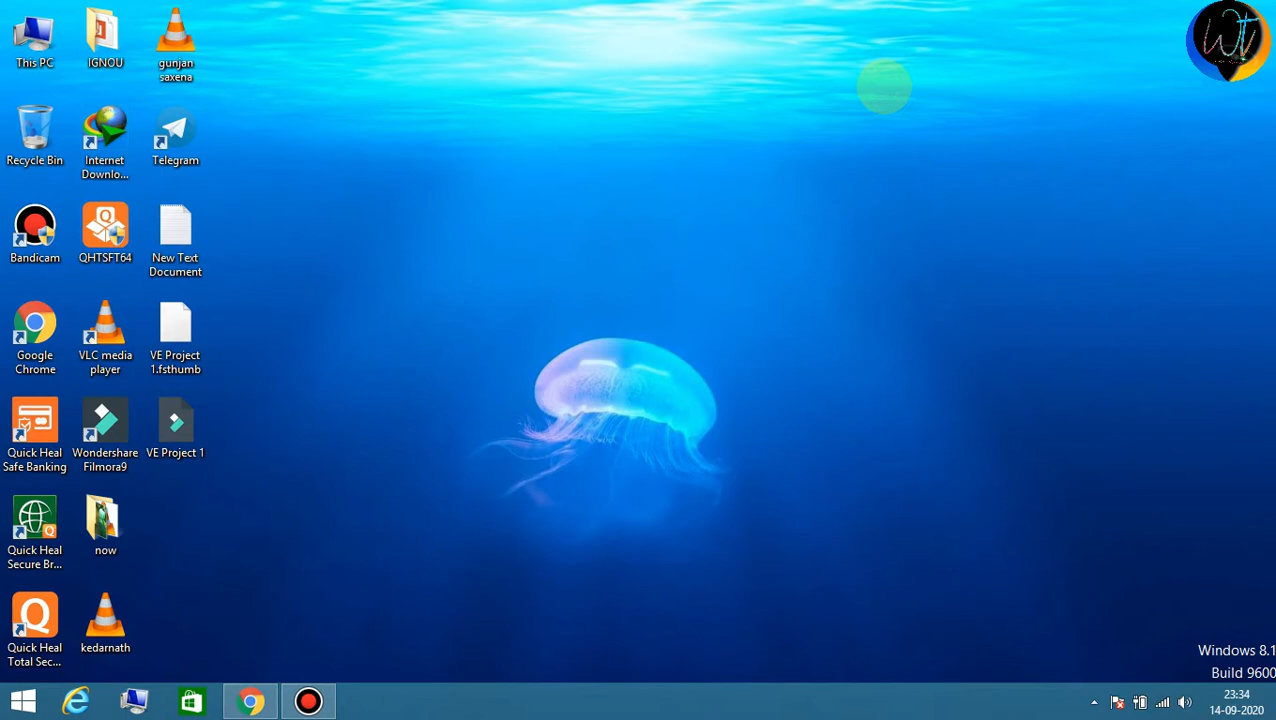 This PC
IGNOU
gunjan
saxena
Recycle Bin
Internet
Downlo...
Telegram
Bandicam
QHTSFT64
New Text
Document
Google
Chrome
VLC media
player
VE Project
1.fsthumb
Quick Heal
Safe Banking
Wondershare
Filmora9
VE Project 1
Quick Heal
Secure Br...
now
Quick Heal
Total Sec...
kedarnath
Windows 8.1
Build 9600
23:34
14-09-2020